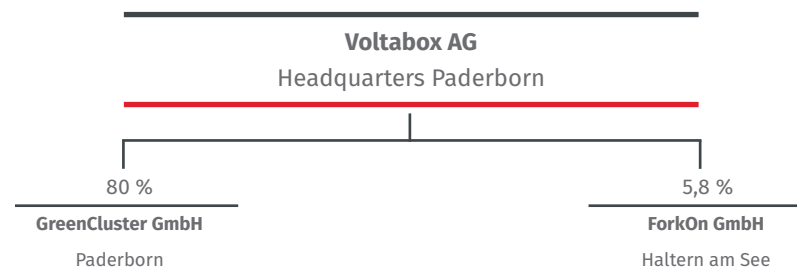 Voltabox AG
Headquarters Paderborn
80 %
5,8 %
GreenCluster GmbH
ForkOn GmbH
Paderborn
Haltern am See